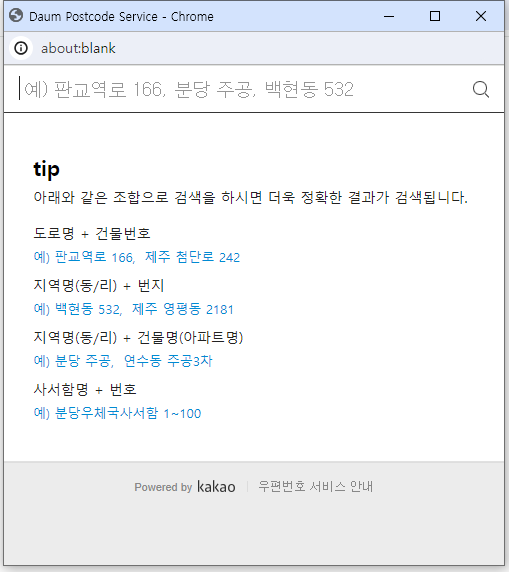 Daum Postcode Service - Chrome
about:blank
예) 판교역로 166, 분당 주공, 백현동 532
tip
아래와 같은 조합으로 검색을 하시면 더욱 정확한 결과가 검색됩니다.
도로명 + 건물번호
예) 판교역로 166, 제주 첨단로 242
지역명(동/리) + 번지
예) 백현동 532, 제주 영평동 2181
지역명(동/리) + 건물명(아파트명)
예) 분당 주공, 연수동 주공3차
사서함명 + 번호
예) 분당우체국사서함 1~100
Powered by kakao 우편번호 서비스 안내